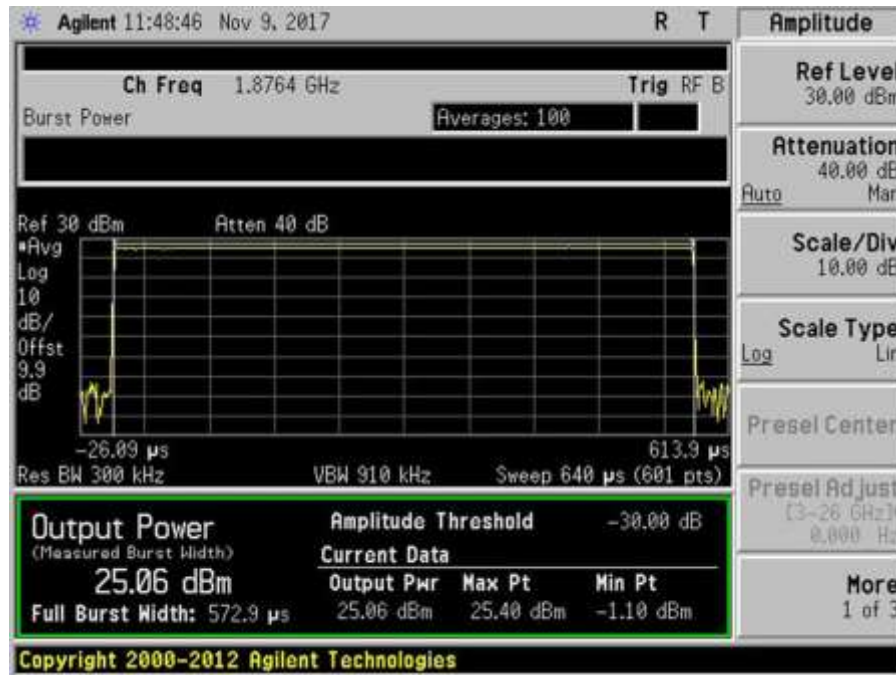 Agilent 11:48:46 Nov 9, 2017 R T
Amplitude
Ch Freq 1.8764 GHz Trig RF B
Burst Power Averages: 100
Ref Level
30.00 dBm
Attenuation
40.00 dB
Auto Man
Scale/Div
10.00 dB
Scale Type
Log Lin
Presel Center
Presel Adjust
0.000 Hz
More
1 of 3
Ref 30 dBm Atten 40 dB
*Avg
Log
10
dB/
Offst
9.9
dB
-26.09 µs 613.9 µs
Res BW 300 kHz VBW 910 kHz Sweep 640 µs (601 pts)
Output Power
(Measured Burst Width)
25.06 dBm
Full Burst Width: 572.9 µs
Amplitude Threshold -30.00 dB
Current Data
Output Pwr Max Pt Min Pt
25.06 dBm 25.40 dBm -1.10 dBm
Copyright 2000-2012 Agilent Technologies